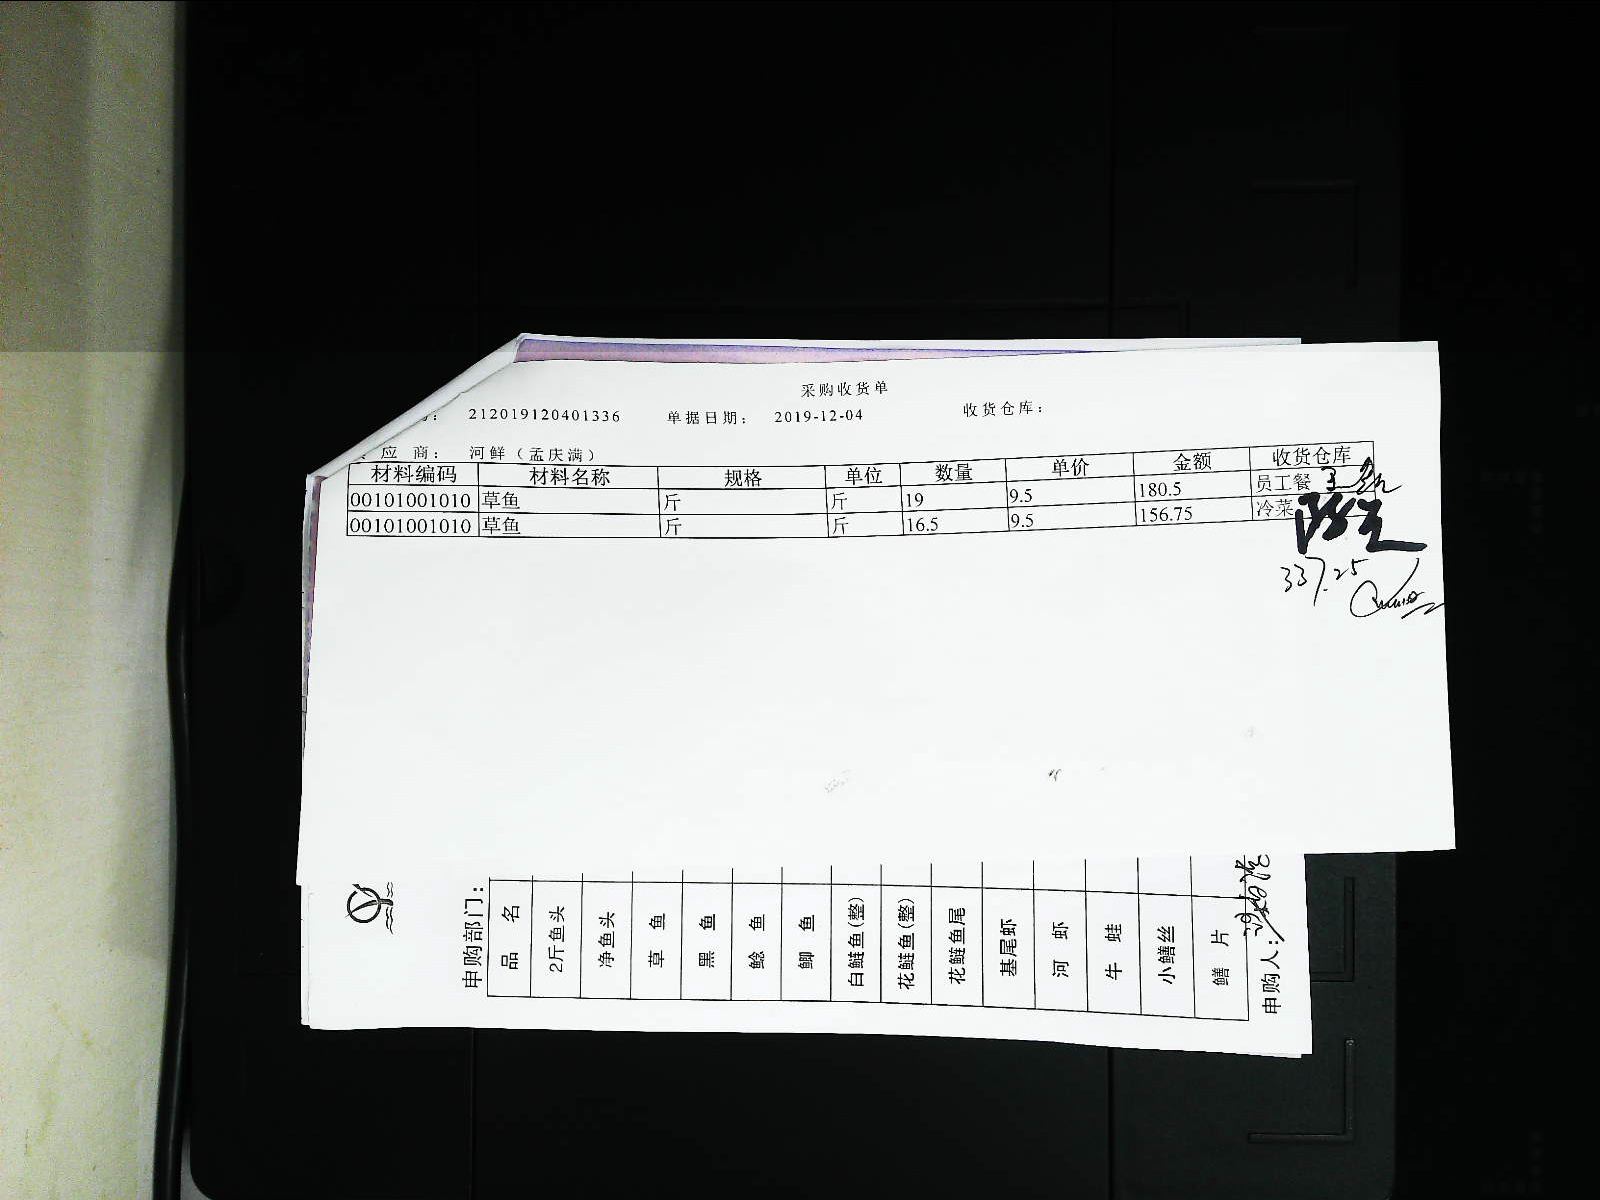 采购收货单
212019120401336 单据日期： 2019-12-04 收货仓库：
应 商： 河鲜（孟庆满）
材料编码 材料名称 规格 单位 数量 单价 金额 收货仓库
00101001010 草鱼 斤 斤 19 9.5 180.5 员工餐
00101001010 草鱼 斤 斤 16.5 9.5 156.75 冷菜
337.25
申购部门：
品 名
2斤鱼头
净鱼头
草 鱼
黑 鱼
鲶 鱼
鲫 鱼
白鲢鱼(整)
花鲢鱼(整)
花鲢鱼尾
基尾虾
河 虾
牛 蛙
小鳝丝
鳝 片
申购人：